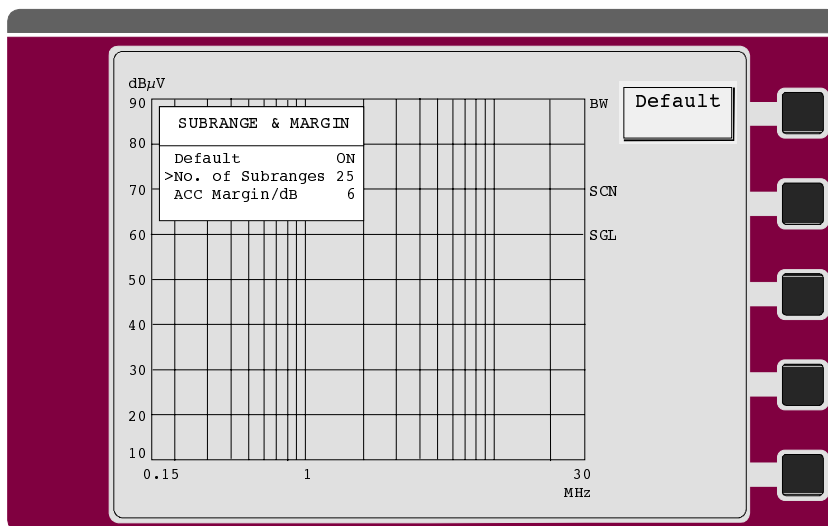 dBµV
90
80
70
60
50
40
30
20
10
SUBRANGE & MARGIN
Default ON
>No. of Subranges 25
ACC Margin/dB 6
BW
SCN
SGL
Default
0.15 1 30
MHz